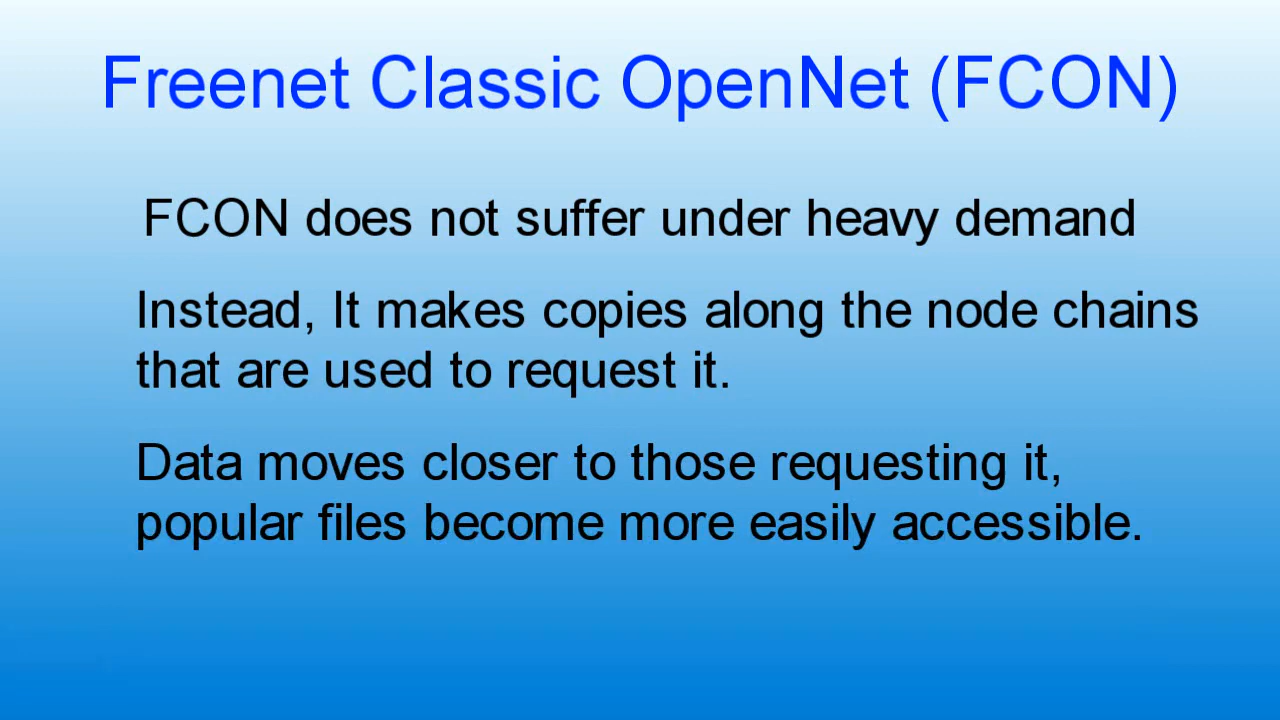 Freenet Classic OpenNet (FCON)
FCON does not suffer under heavy demand
Instead, It makes copies along the node chains
that are used to request it.
Data moves closer to those requesting it,
popular files become more easily accessible.